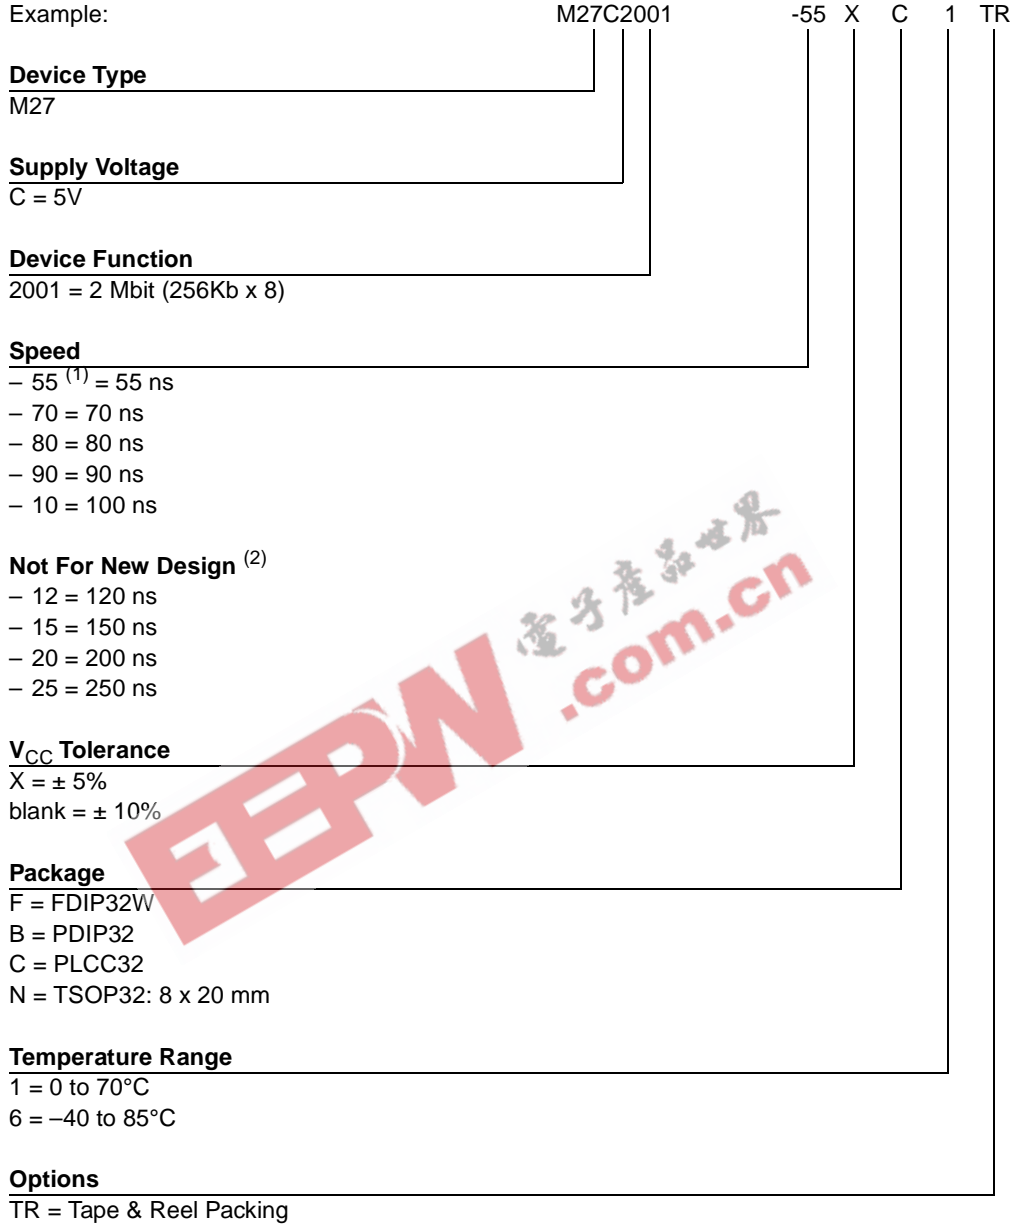 Example: M27C2001 -55 X C 1 TR
Device Type
M27
Supply Voltage
C = 5V
Device Function
2001 = 2 Mbit (256Kb x 8)
Speed
– 55 (1) = 55 ns
– 70 = 70 ns
– 80 = 80 ns
– 90 = 90 ns
– 10 = 100 ns
Not For New Design (2)
– 12 = 120 ns
– 15 = 150 ns
– 20 = 200 ns
– 25 = 250 ns
VCC Tolerance
X = ± 5%
blank = ± 10%
Package
F = FDIP32W
B = PDIP32
C = PLCC32
N = TSOP32: 8 x 20 mm
Temperature Range
1 = 0 to 70°C
6 = –40 to 85°C
Options
TR = Tape & Reel Packing
EEPW
電子產品世界
.com.cn